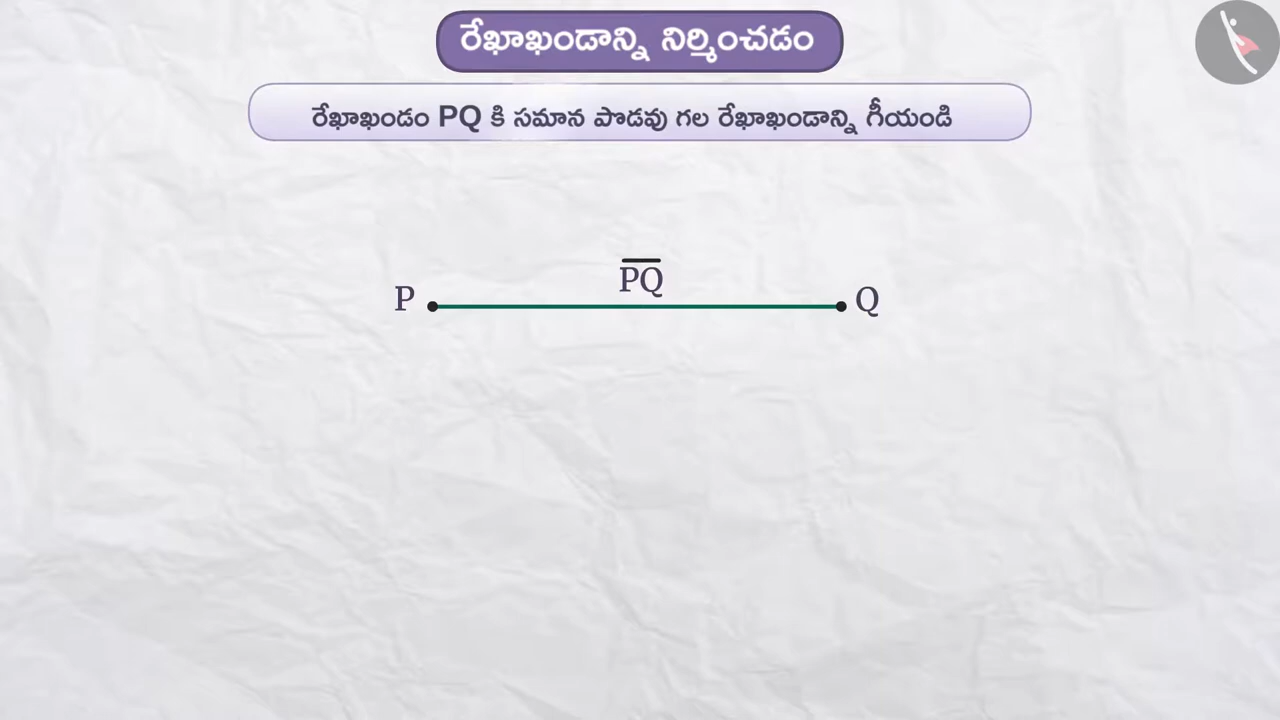 రేఖాఖండాన్ని నిర్మించడం
రేఖాఖండం PQ కి సమాన పొడవు గల రేఖాఖండాన్ని గీయండి
PQ
P Q